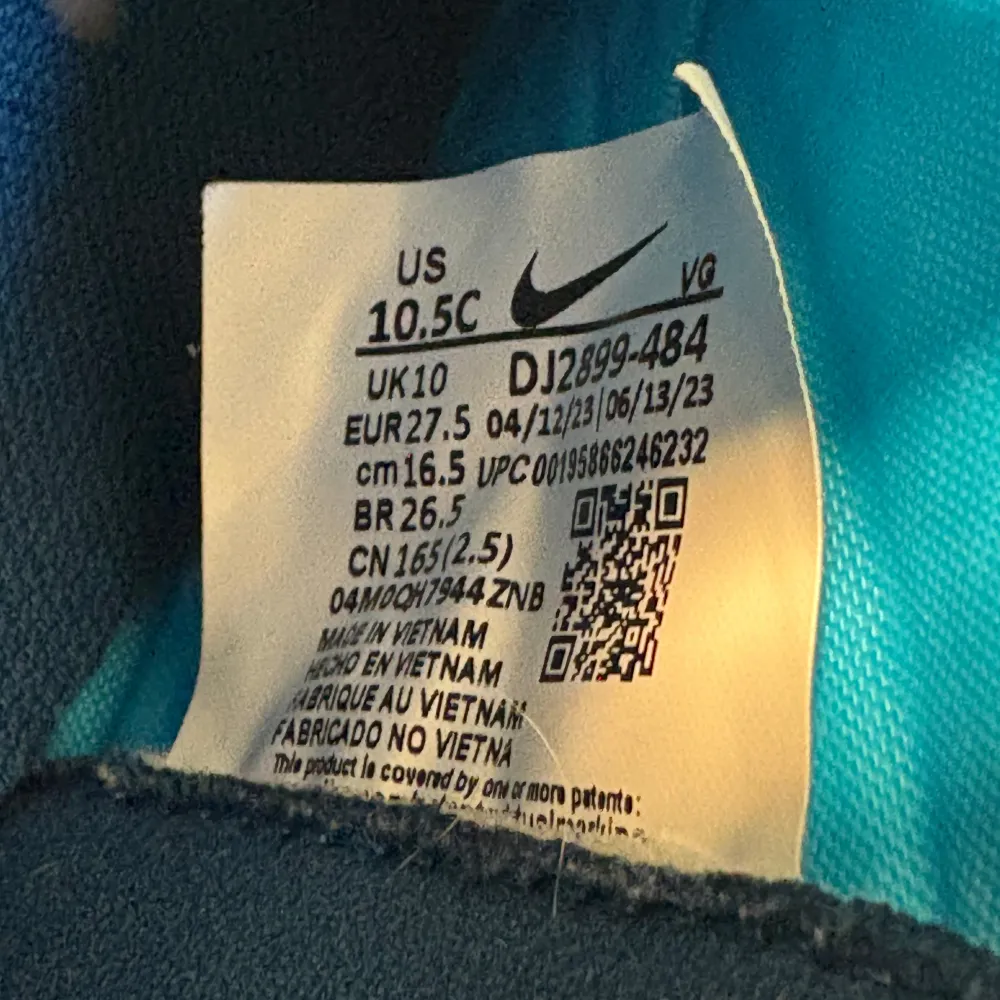 US
10.5C
VG
UK10
DJ2899-484
EUR27.5
04/12/23|06/13/23
cm16.5
UPC 00195866246232
BR26.5
CN 165(2.5)
04M0QH7944 ZNB
MADE IN VIETNAM
HECHO EN VIETNAM
FABRIQUE AU VIETNAM
FABRICADO NO VIETNA
This product is covered by one or more patents: